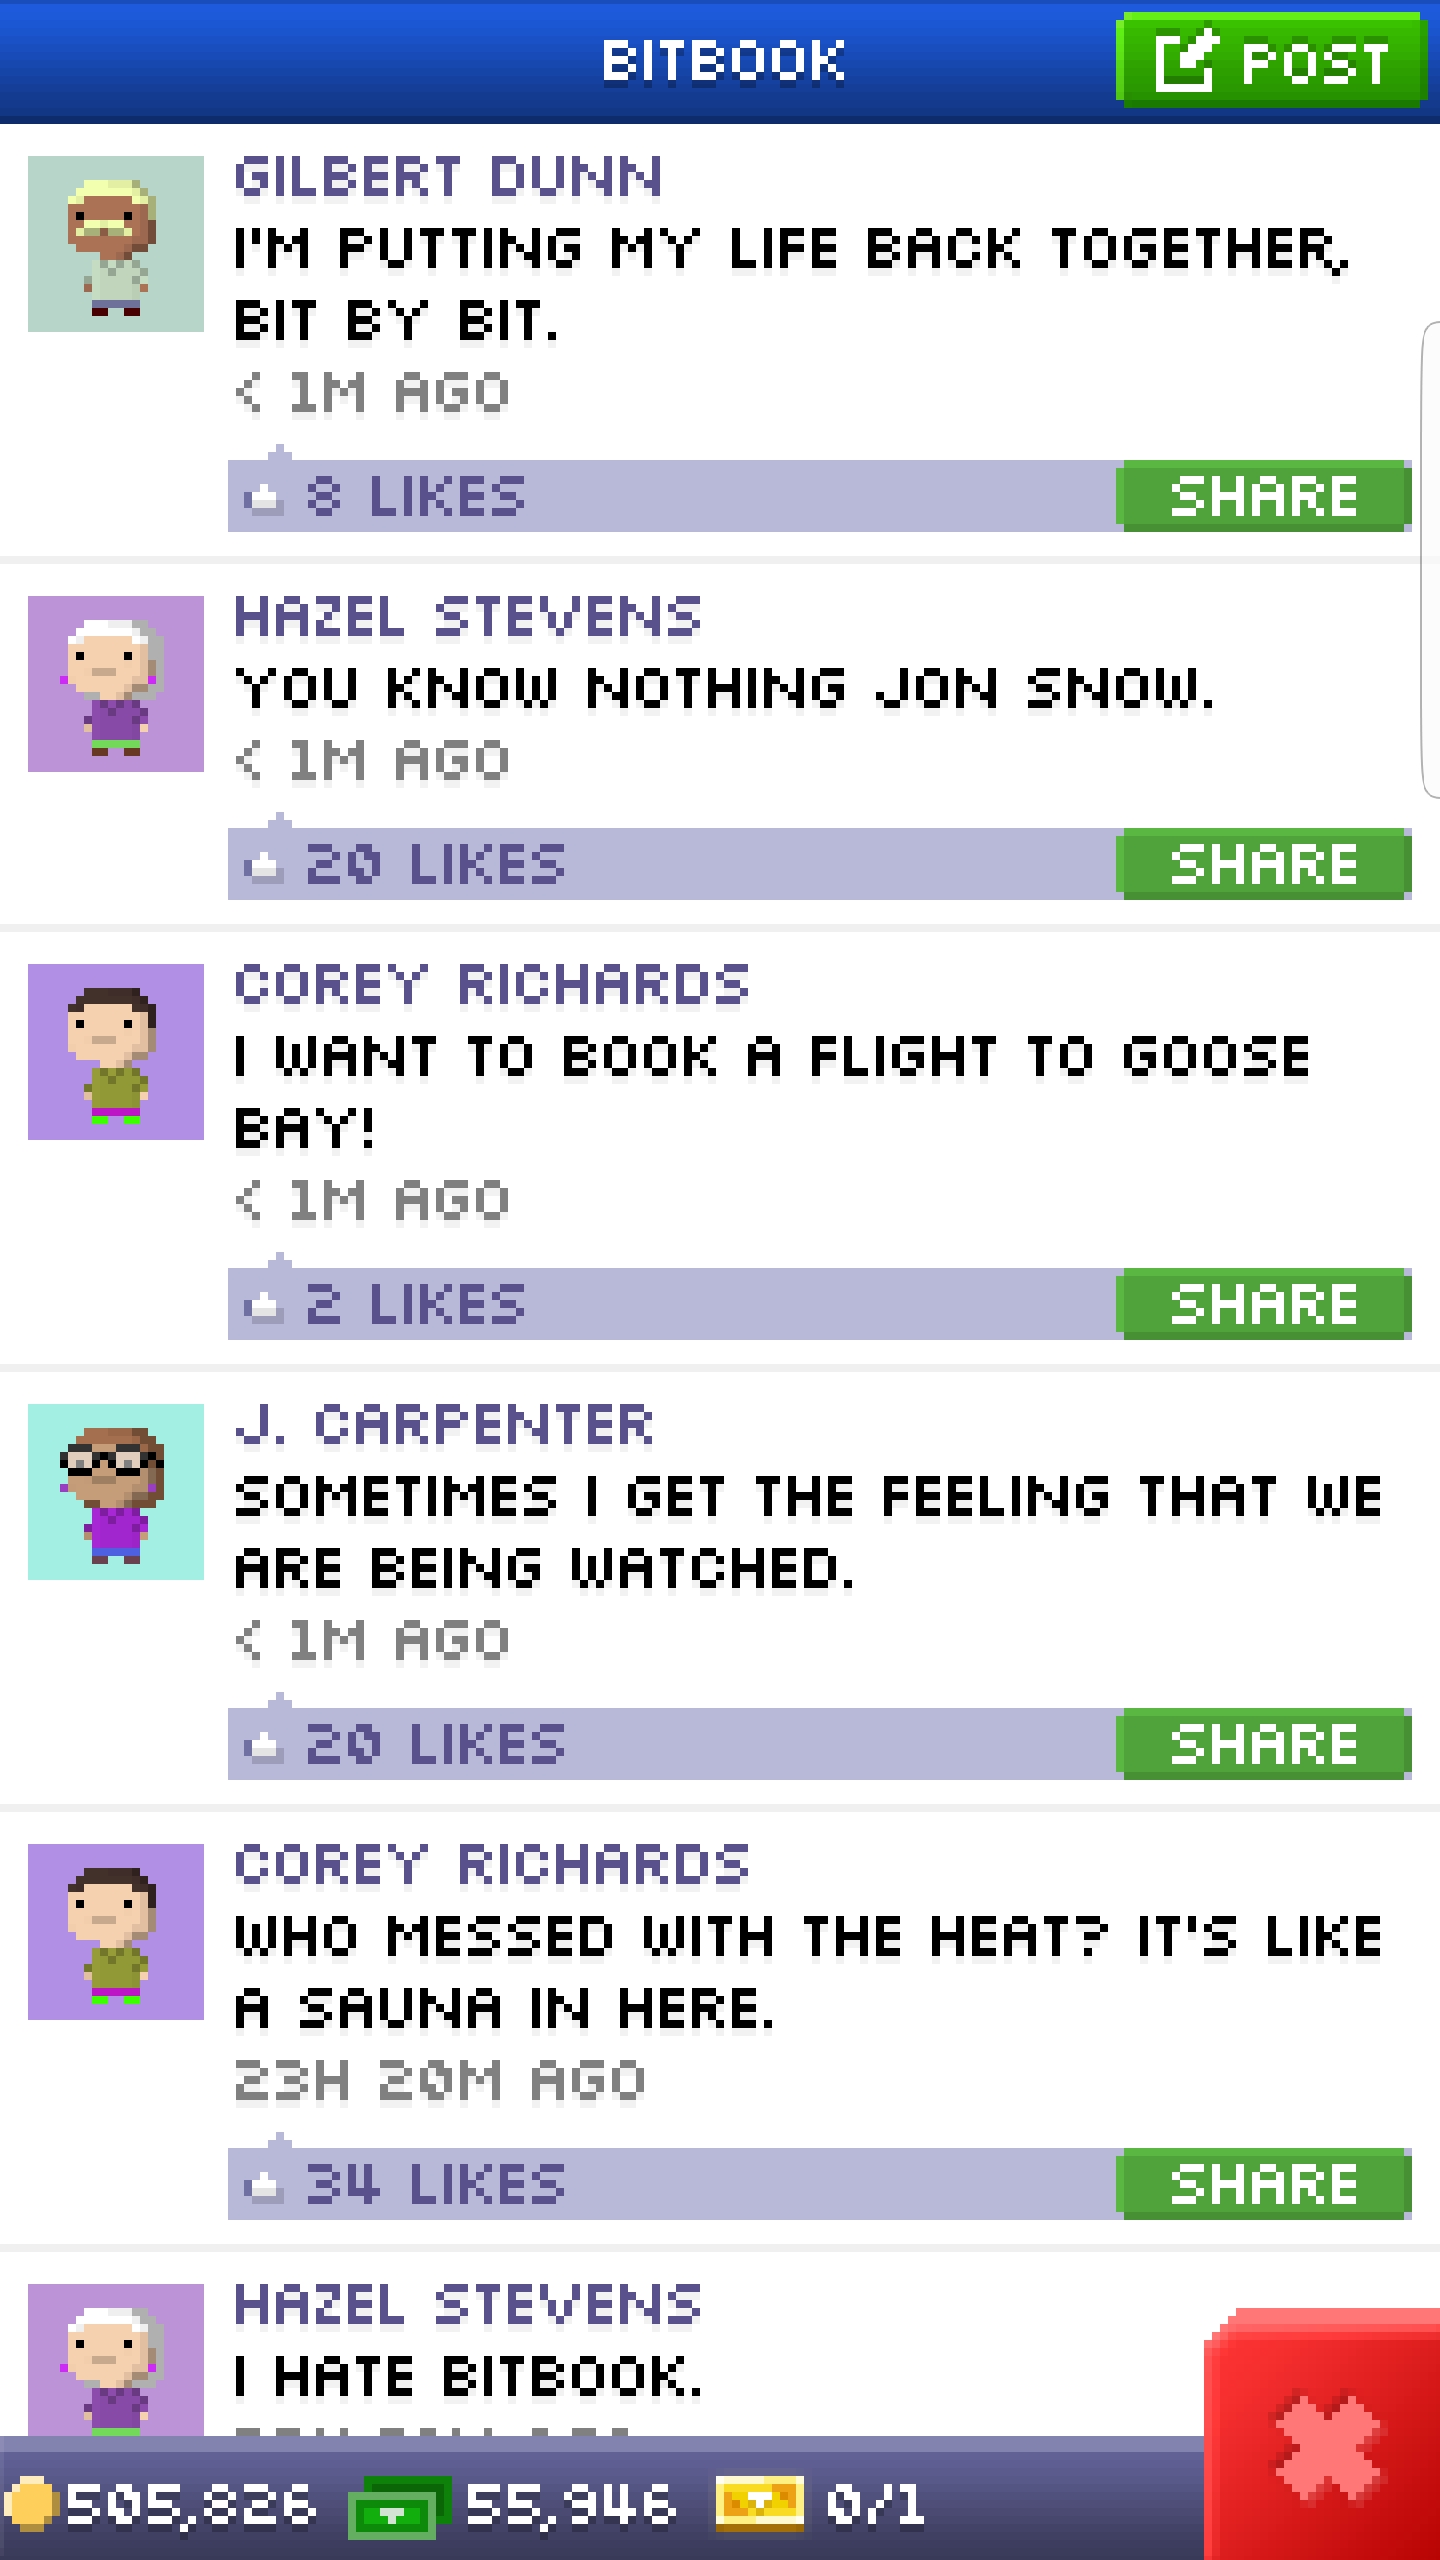 BITBOOK
POST
GILBERT DUNN
I'M PUTTING MY LIFE BACK TOGETHER,
BIT BY BIT.
< 1M AGO
8 LIKES
SHARE
HAZEL STEVENS
YOU KNOW NOTHING JON SNOW.
< 1M AGO
20 LIKES
SHARE
COREY RICHARDS
I WANT TO BOOK A FLIGHT TO GOOSE
BAY!
< 1M AGO
2 LIKES
SHARE
J. CARPENTER
SOMETIMES I GET THE FEELING THAT WE
ARE BEING WATCHED.
< 1M AGO
20 LIKES
SHARE
COREY RICHARDS
WHO MESSED WITH THE HEAT? IT'S LIKE
A SAUNA IN HERE.
23H 20M AGO
34 LIKES
SHARE
HAZEL STEVENS
I HATE BITBOOK.
505,826
55,946
0/1